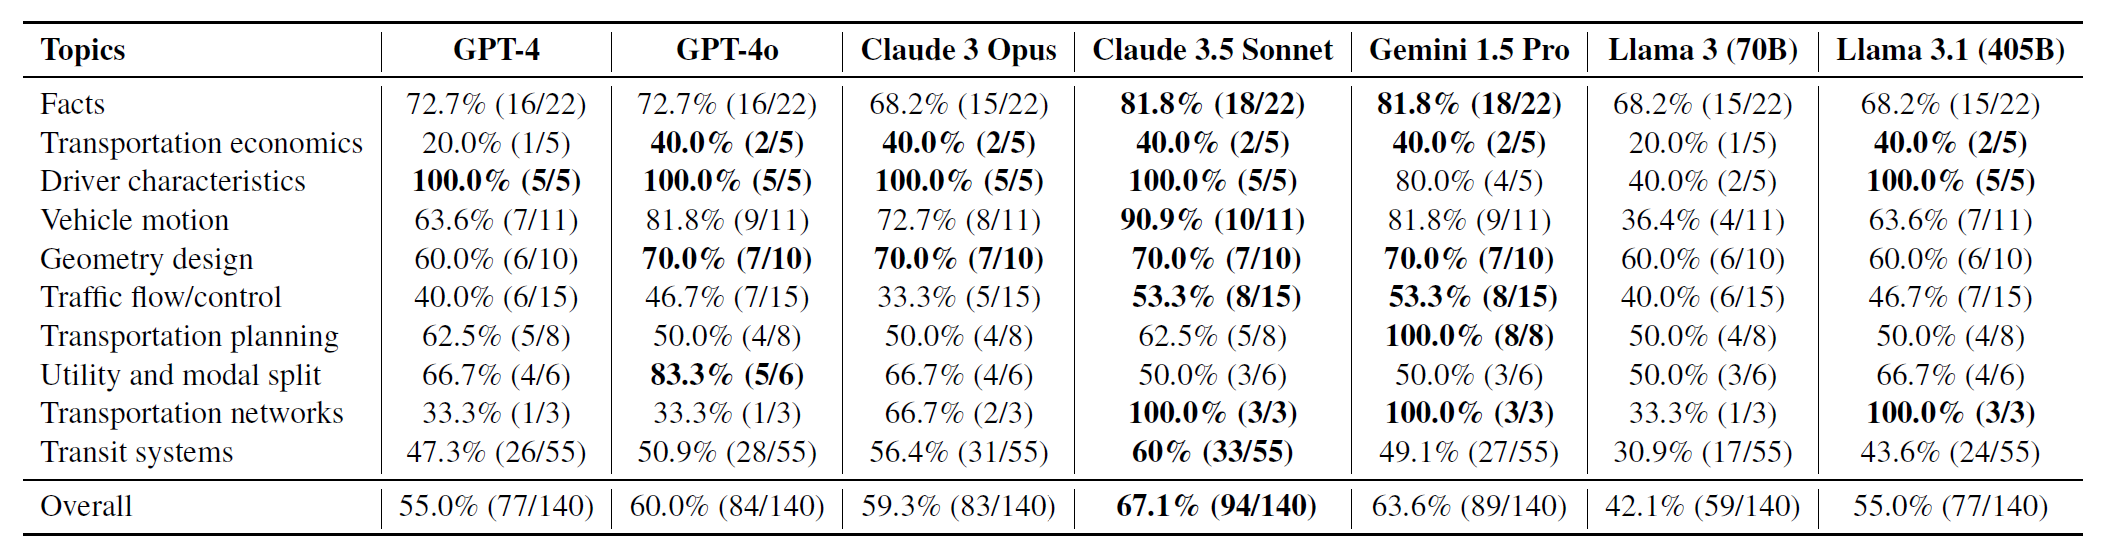 Topics GPT-4 GPT-4o Claude 3 Opus Claude 3.5 Sonnet Gemini 1.5 Pro Llama 3 (70B) Llama 3.1 (405B)
Facts 72.7% (16/22) 72.7% (16/22) 68.2% (15/22) 81.8% (18/22) 81.8% (18/22) 68.2% (15/22) 68.2% (15/22)
Transportation economics 20.0% (1/5) 40.0% (2/5) 40.0% (2/5) 40.0% (2/5) 40.0% (2/5) 20.0% (1/5) 40.0% (2/5)
Driver characteristics 100.0% (5/5) 100.0% (5/5) 100.0% (5/5) 100.0% (5/5) 80.0% (4/5) 40.0% (2/5) 100.0% (5/5)
Vehicle motion 63.6% (7/11) 81.8% (9/11) 72.7% (8/11) 90.9% (10/11) 81.8% (9/11) 36.4% (4/11) 63.6% (7/11)
Geometry design 60.0% (6/10) 70.0% (7/10) 70.0% (7/10) 70.0% (7/10) 70.0% (7/10) 60.0% (6/10) 60.0% (6/10)
Traffic flow/control 40.0% (6/15) 46.7% (7/15) 33.3% (5/15) 53.3% (8/15) 53.3% (8/15) 40.0% (6/15) 46.7% (7/15)
Transportation planning 62.5% (5/8) 50.0% (4/8) 50.0% (4/8) 62.5% (5/8) 100.0% (8/8) 50.0% (4/8) 50.0% (4/8)
Utility and modal split 66.7% (4/6) 83.3% (5/6) 66.7% (4/6) 50.0% (3/6) 50.0% (3/6) 50.0% (3/6) 66.7% (4/6)
Transportation networks 33.3% (1/3) 33.3% (1/3) 66.7% (2/3) 100.0% (3/3) 100.0% (3/3) 33.3% (1/3) 100.0% (3/3)
Transit systems 47.3% (26/55) 50.9% (28/55) 56.4% (31/55) 60% (33/55) 49.1% (27/55) 30.9% (17/55) 43.6% (24/55)
Overall 55.0% (77/140) 60.0% (84/140) 59.3% (83/140) 67.1% (94/140) 63.6% (89/140) 42.1% (59/140) 55.0% (77/140)